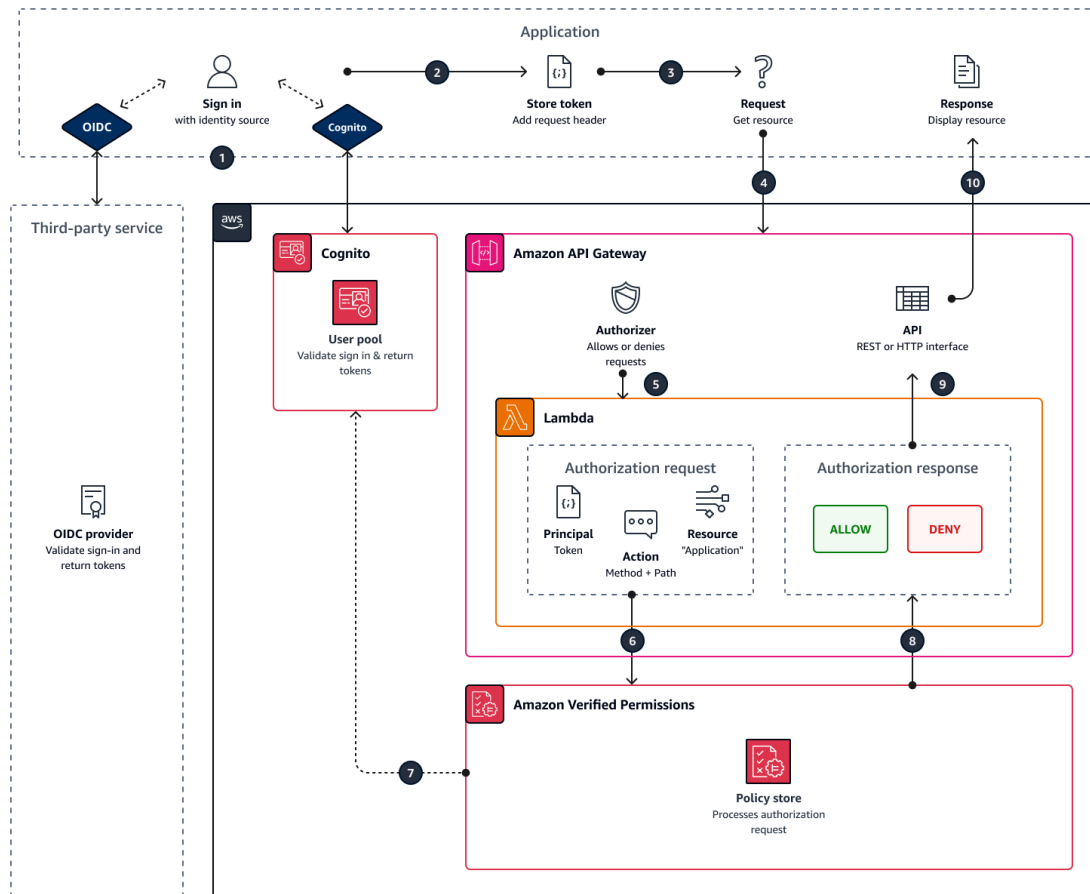 Application
2
3
{;}
Sign in
with identity source
Store token
Add request header
Request
Get resource
Response
Display resource
OIDC
Cognito
1
4
10
Third-party service
aws
Cognito
User pool
Validate sign in & return
tokens
Amazon API Gateway
</>
Authorizer
Allows or denies
requests
API
REST or HTTP interface
5
9
Lambda
Authorization request
{;}
Principal
Token
Action
Method + Path
Resource
"Application"
Authorization response
ALLOW
DENY
OIDC provider
Validate sign-in and
return tokens
6
8
Amazon Verified Permissions
7
Policy store
Processes authorization
request